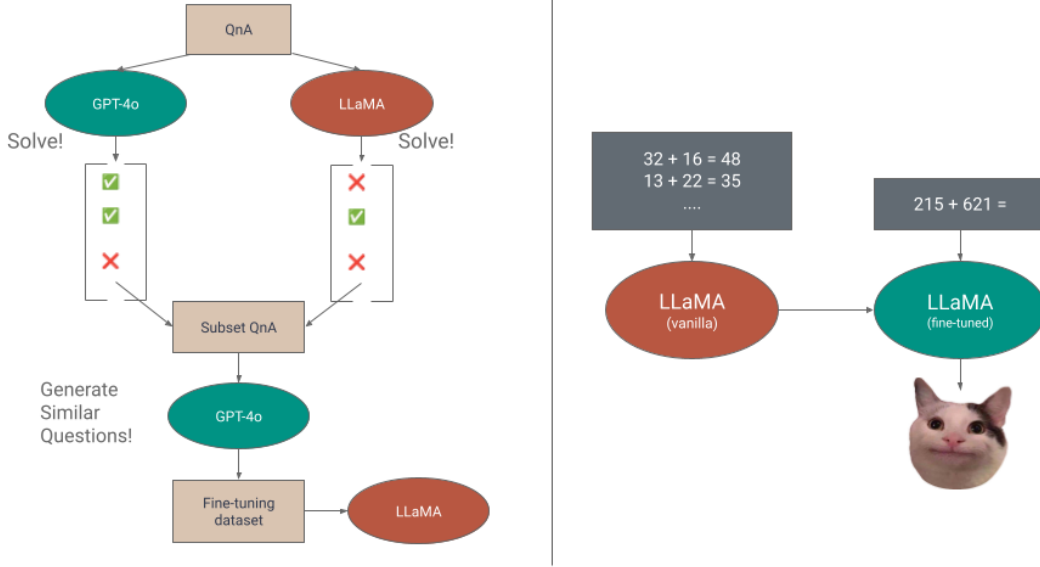 QnA
GPT-4o
LLaMA
Solve!
Solve!
Subset QnA
Generate
Similar
Questions!
GPT-4o
Fine-tuning
dataset
LLaMA
32 + 16 = 48
13 + 22 = 35
....
215 + 621 =
LLaMA
(vanilla)
LLaMA
(fine-tuned)